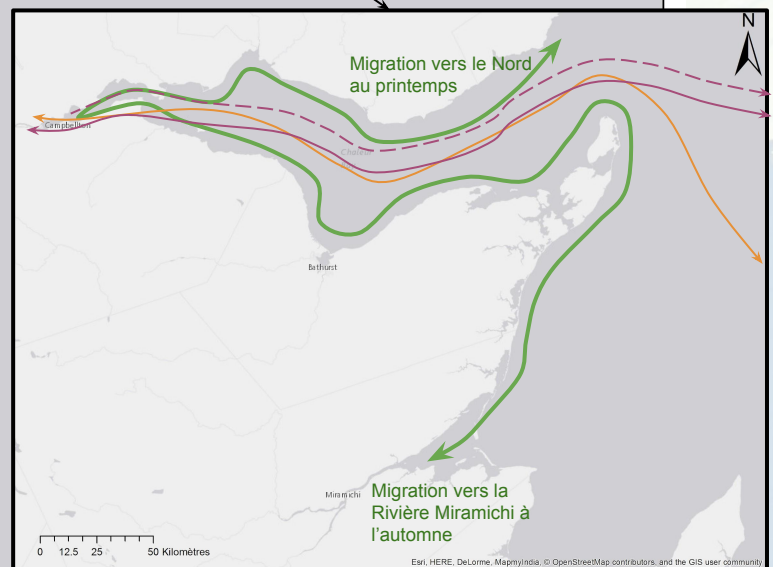 N
Migration vers le Nord
au printemps
Campbellton
Chaleur
Bathurst
Miramichi
Migration vers la
Rivière Miramichi à
l'automne
0 12.5 25 50 Kilomètres
Esri, HERE, DeLorme, MapmyIndia, © OpenStreetMap contributors, and the GIS user community